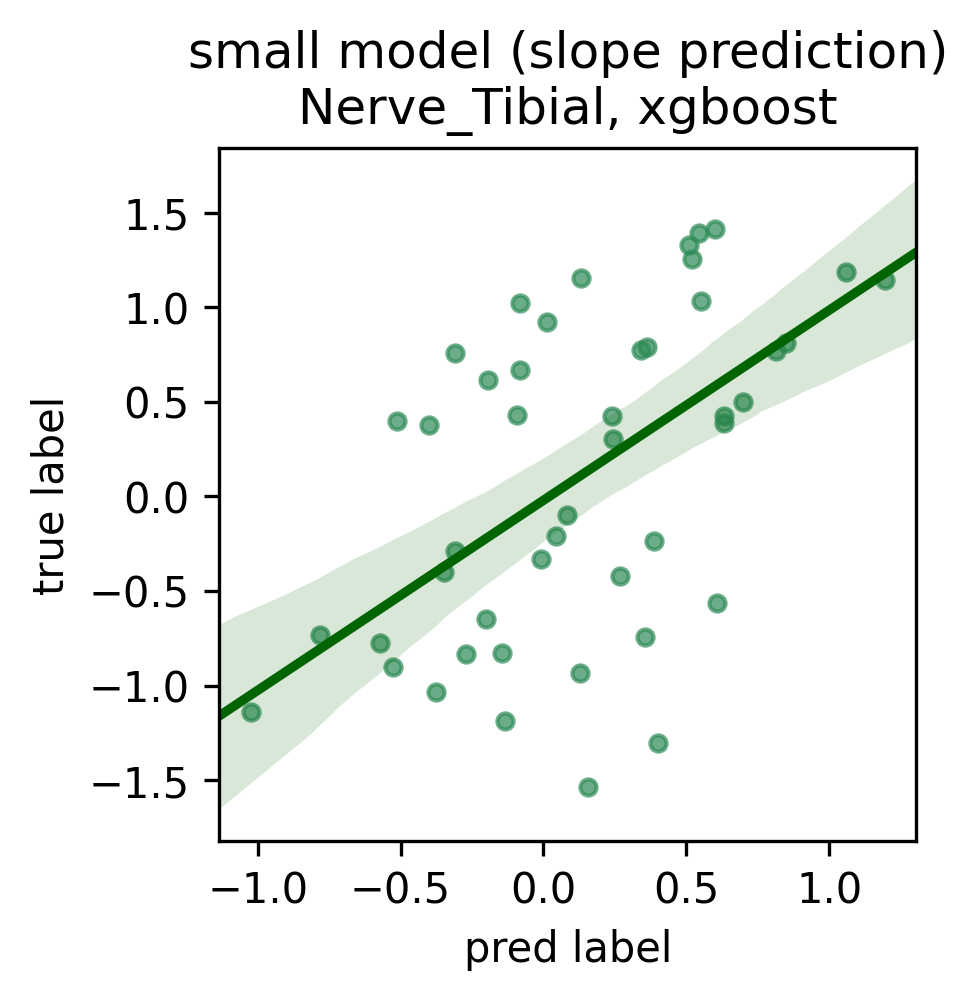 small model (slope prediction)
Nerve_Tibial, xgboost
1.5
1.0
0.5
0.0
−0.5
−1.0
−1.5
true label
−1.0 −0.5 0.0 0.5 1.0
pred label